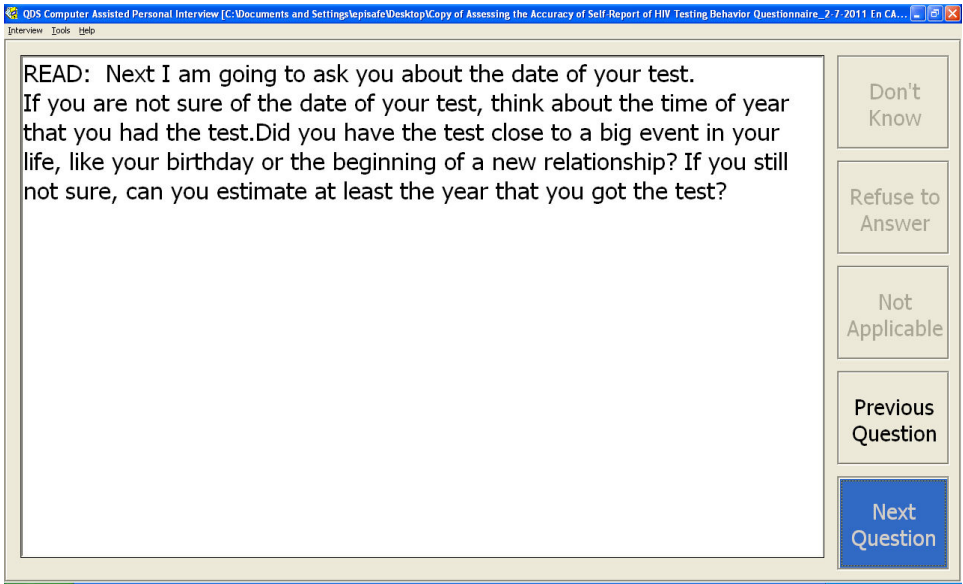 QDS Computer Assisted Personal Interview [C:\Documents and Settings\episafe\Desktop\Copy of Assessing the Accuracy of Self-Report of HIV Testing Behavior Questionnaire_2-7-2011 En CA...
Interview Tools Help
READ:  Next I am going to ask you about the date of your test.
If you are not sure of the date of your test, think about the time of year
that you had the test.Did you have the test close to a big event in your
life, like your birthday or the beginning of a new relationship? If you still
not sure, can you estimate at least the year that you got the test?
Don't
Know
Refuse to
Answer
Not
Applicable
Previous
Question
Next
Question